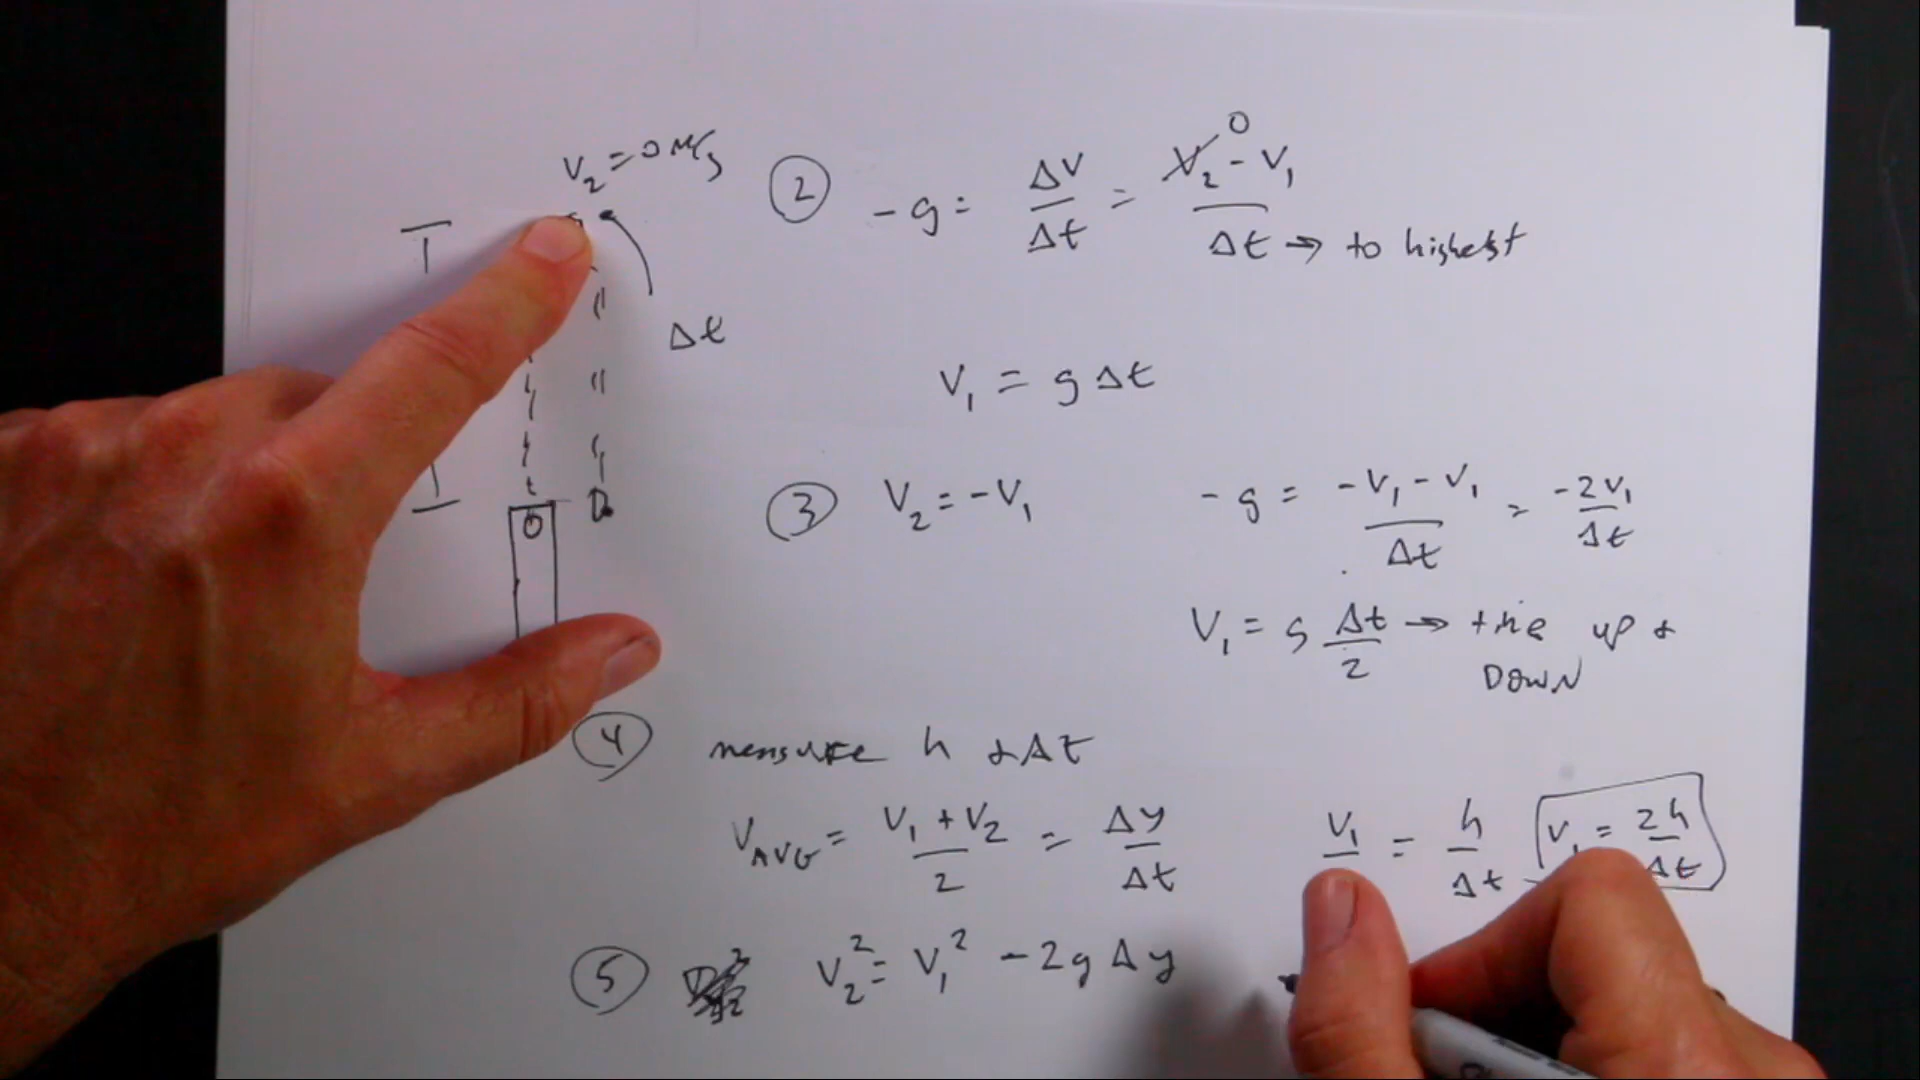 V₂ = 0 m/s
Δt
② -g = ΔV/Δt = (V₂ - V₁)/Δt → to highest
0
V₁ = g Δt
③ V₂ = -V₁ -g = (-V₁ - V₁)/Δt = -2V₁/Δt
V₁ = g Δt/2 → time up &
DOWN
④ measure h & Δt
V_AVG = (V₁ + V₂)/2 = Δy/Δt V₁/ = h/Δt V₁ = 2h/Δt
⑤ V₂² = V₁² - 2g Δy